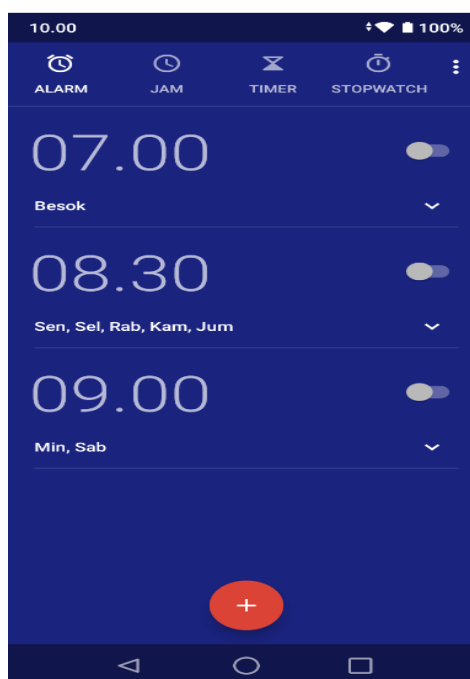 10.00 100%
ALARM JAM TIMER STOPWATCH
07.00
Besok
08.30
Sen, Sel, Rab, Kam, Jum
09.00
Min, Sab